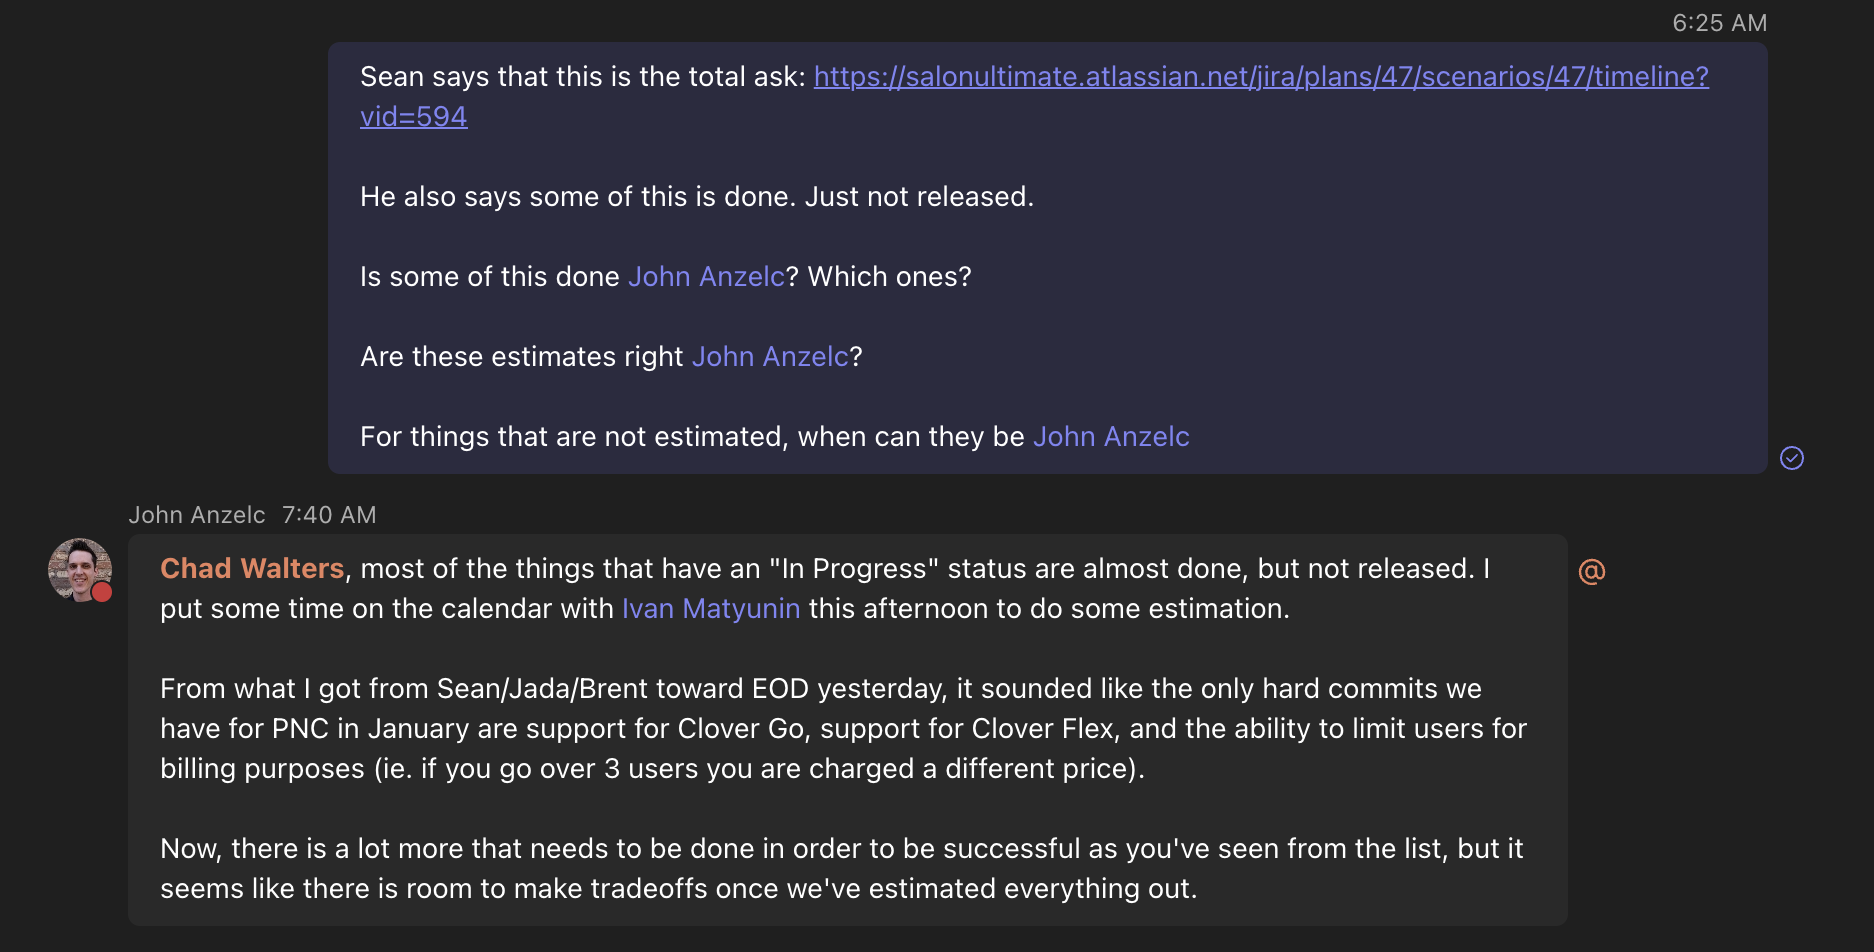 6:25 AM
Sean says that this is the total ask: https://salonultimate.atlassian.net/jira/plans/47/scenarios/47/timeline?
vid=594
He also says some of this is done. Just not released.
Is some of this done John Anzelc? Which ones?
Are these estimates right John Anzelc?
For things that are not estimated, when can they be John Anzelc
John Anzelc 7:40 AM
Chad Walters, most of the things that have an "In Progress" status are almost done, but not released. I
put some time on the calendar with Ivan Matyunin this afternoon to do some estimation.
@
From what I got from Sean/Jada/Brent toward EOD yesterday, it sounded like the only hard commits we
have for PNC in January are support for Clover Go, support for Clover Flex, and the ability to limit users for
billing purposes (ie. if you go over 3 users you are charged a different price).
Now, there is a lot more that needs to be done in order to be successful as you've seen from the list, but it
seems like there is room to make tradeoffs once we've estimated everything out.